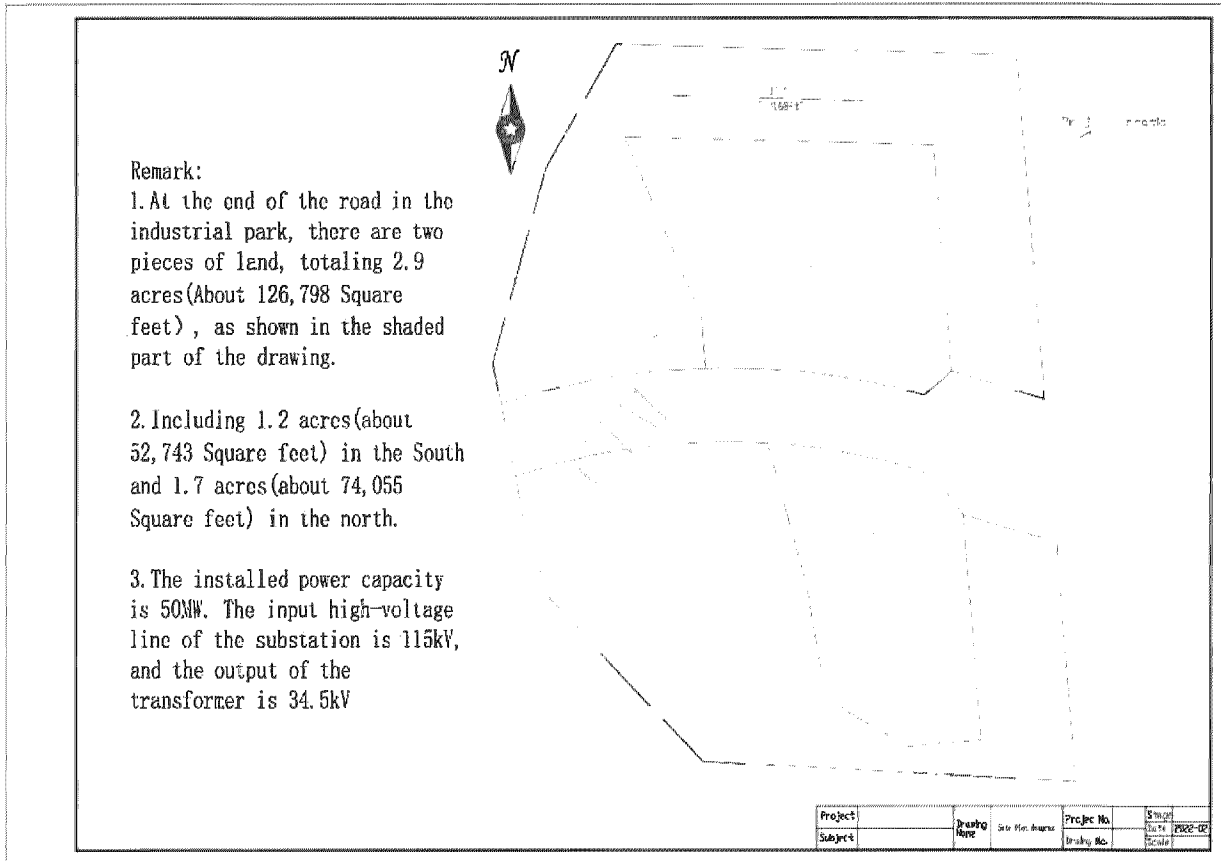 N
Remark:
1.At the end of the road in the
industrial park, there are two
pieces of land, totaling 2.9
acres(About 126,798 Square
feet) , as shown in the shaded
part of the drawing.
2.Including 1.2 acres(about
52,743 Square feet) in the South
and 1.7 acres(about 74,055
Square feet) in the north.
3.The installed power capacity
is 50MW. The input high-voltage
line of the substation is 115kV,
and the output of the
transformer is 34.5kV
Project
Subject
Drawing
Name
Projec No.
Drawing No.
Stage
Date 2022-02
Scale